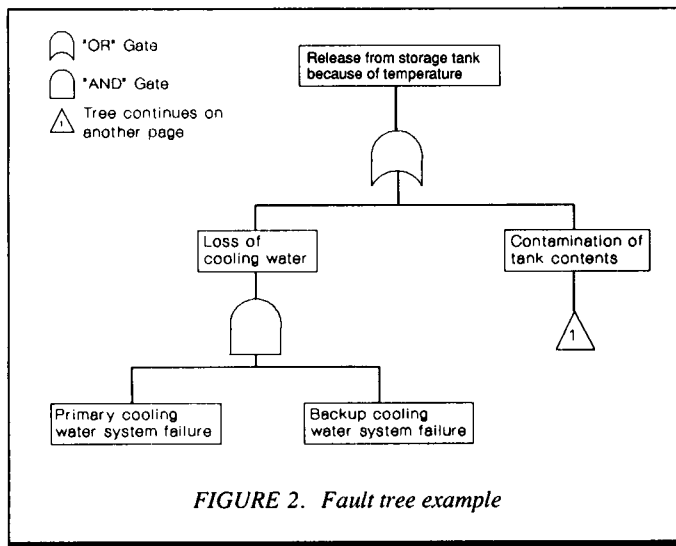 "OR" Gate
"AND" Gate
1
Tree continues on
another page
Release from storage tank
because of temperature
Loss of
cooling water
Contamination of
tank contents
1
Primary cooling
water system failure
Backup cooling
water system failure
FIGURE 2. Fault tree example